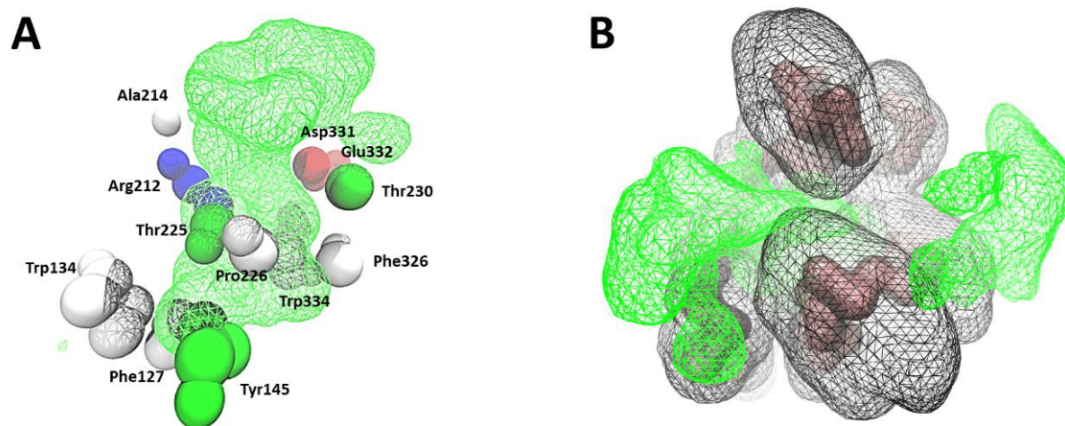 A
B
Ala214
Asp331
Glu332
Arg212
Thr230
Thr225
Trp134
Pro226
Phe326
Trp334
Phe127
Tyr145